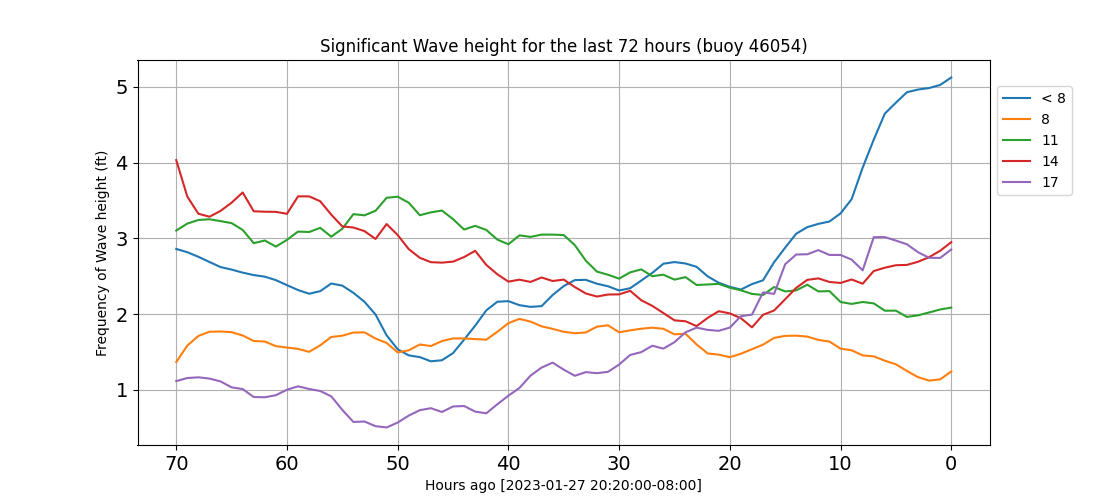 Significant Wave height for the last 72 hours (buoy 46054)
Frequency of Wave height (ft)
5
4
3
2
1
70 60 50 40 30 20 10 0
Hours ago [2023-01-27 20:20:00-08:00]
< 8
8
11
14
17